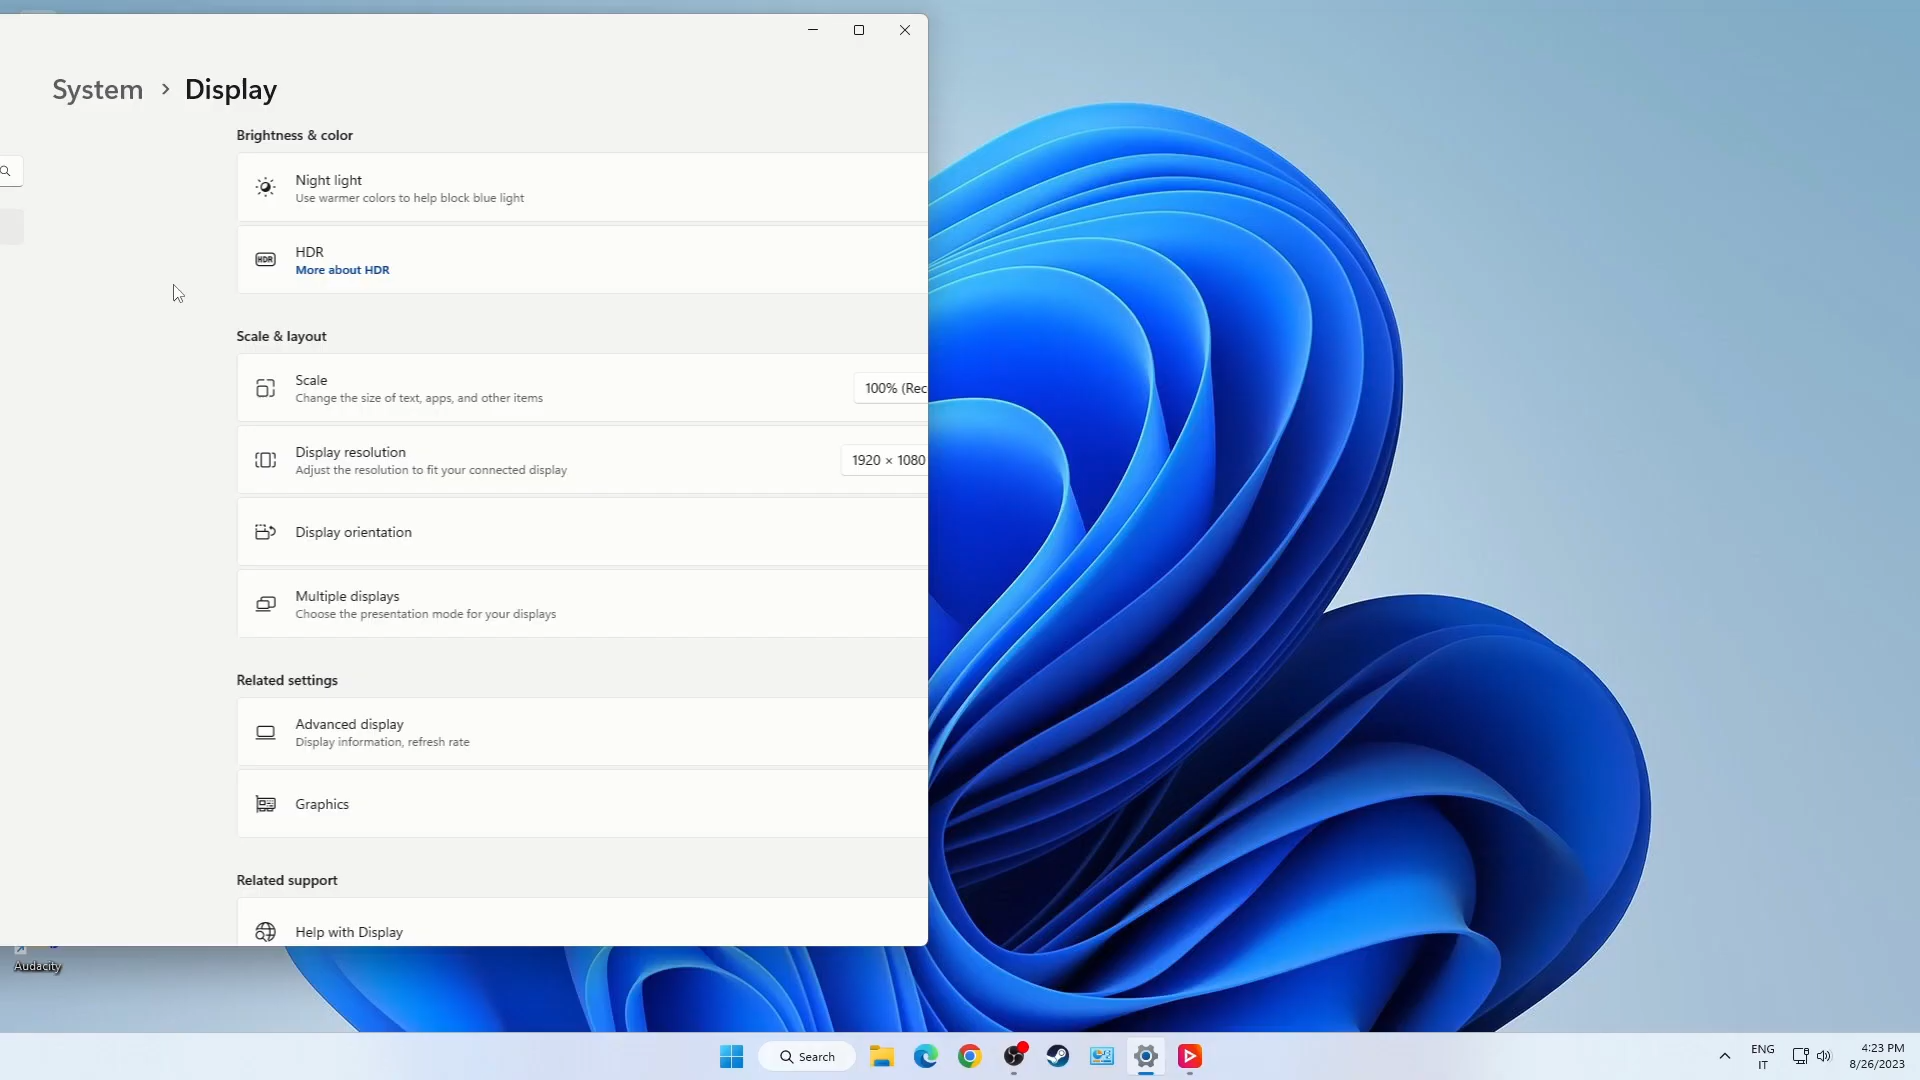 System > Display
Brightness & color
Night light
Use warmer colors to help block blue light
HDR
HDR
More about HDR
Scale & layout
Scale
Change the size of text, apps, and other items
100% (Rec
Display resolution
Adjust the resolution to fit your connected display
1920 × 1080
Display orientation
Multiple displays
Choose the presentation mode for your displays
Related settings
Advanced display
Display information, refresh rate
Graphics
Related support
Help with Display
Audacity
Search
ENG
IT
4:23 PM
8/26/2023